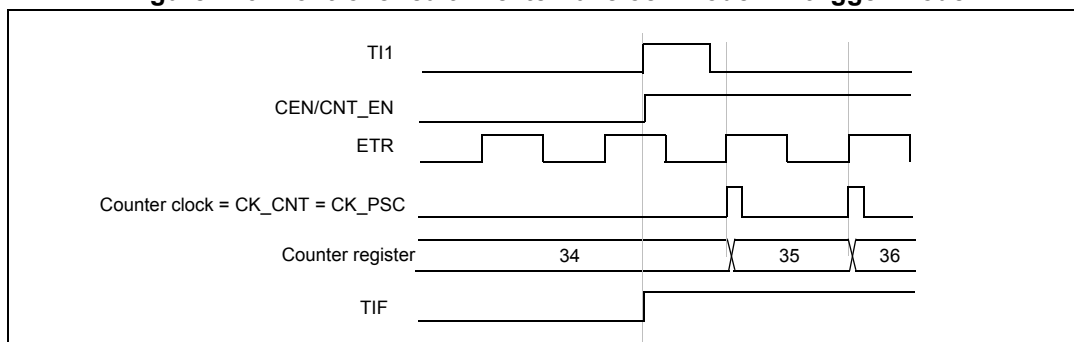 TI1
CEN/CNT_EN
ETR
Counter clock = CK_CNT = CK_PSC
Counter register 34 35 36
TIF